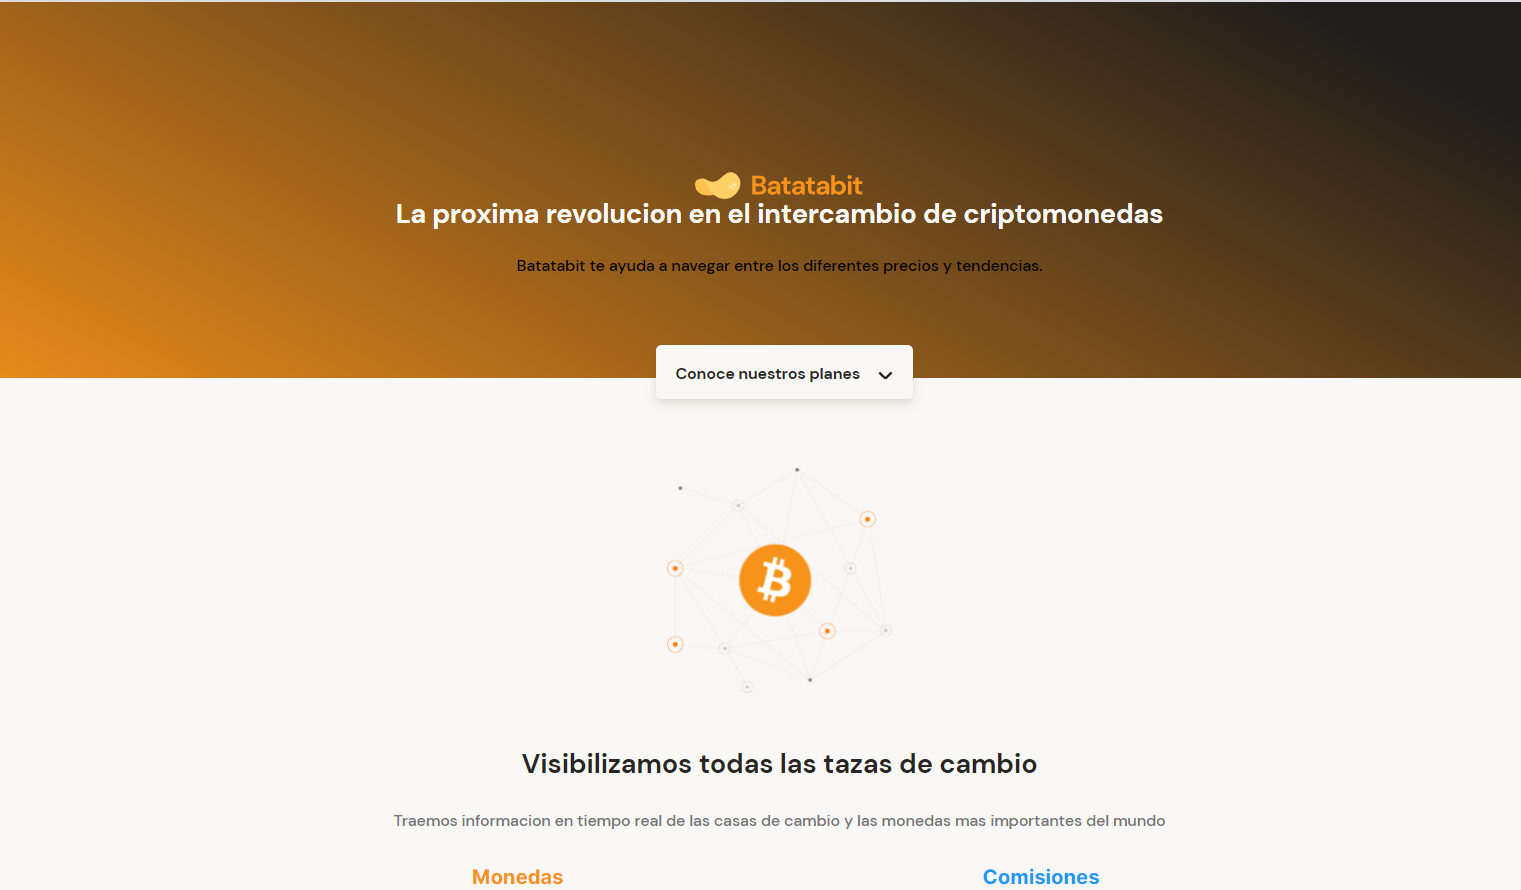 Batatabit
La proxima revolucion en el intercambio de criptomonedas
Batatabit te ayuda a navegar entre los diferentes precios y tendencias.
Conoce nuestros planes
Visibilizamos todas las tazas de cambio
Traemos informacion en tiempo real de las casas de cambio y las monedas mas importantes del mundo
Monedas
Comisiones